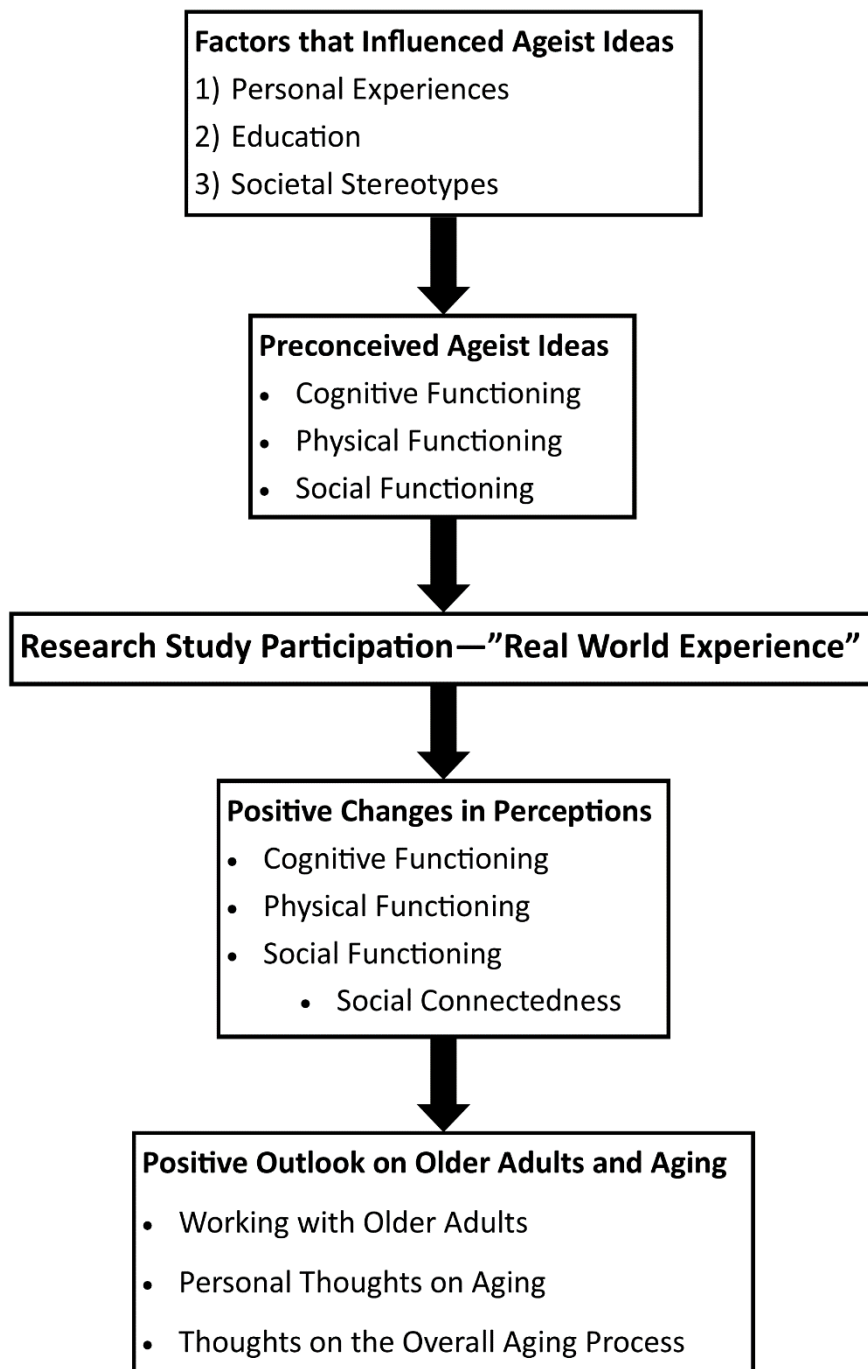 Factors that Influenced Ageist Ideas
1) Personal Experiences
2) Education
3) Societal Stereotypes
Preconceived Ageist Ideas
• Cognitive Functioning
• Physical Functioning
• Social Functioning
Research Study Participation—”Real World Experience”
Positive Changes in Perceptions
• Cognitive Functioning
• Physical Functioning
• Social Functioning
• Social Connectedness
Positive Outlook on Older Adults and Aging
• Working with Older Adults
• Personal Thoughts on Aging
• Thoughts on the Overall Aging Process